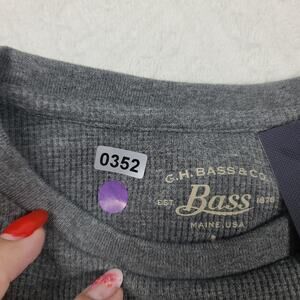 0352
G.H. BASS & CO.
EST. Bass 1876
MAINE, USA